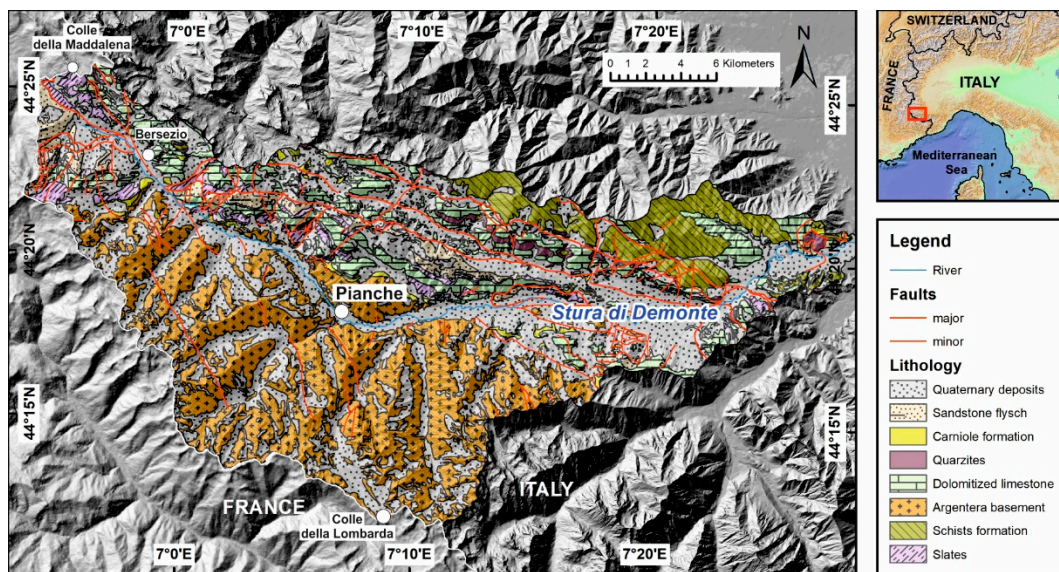 Colle
della Maddalena
7°0'E
7°10'E
7°20'E
N
0 1 2 4 6 Kilometers
44°25'N
44°25'N
Bersezio
44°20'N
Pianche
Stura di Demonte
44°15'N
44°15'N
FRANCE
ITALY
Colle
della Lombarda
7°0'E
7°10'E
7°20'E
SWITZERLAND
FRANCE
ITALY
Mediterranean
Sea
Legend
River
Faults
major
minor
Lithology
Quaternary deposits
Sandstone flysch
Carniole formation
Quarzites
Dolomitized limestone
Argentera basement
Schists formation
Slates